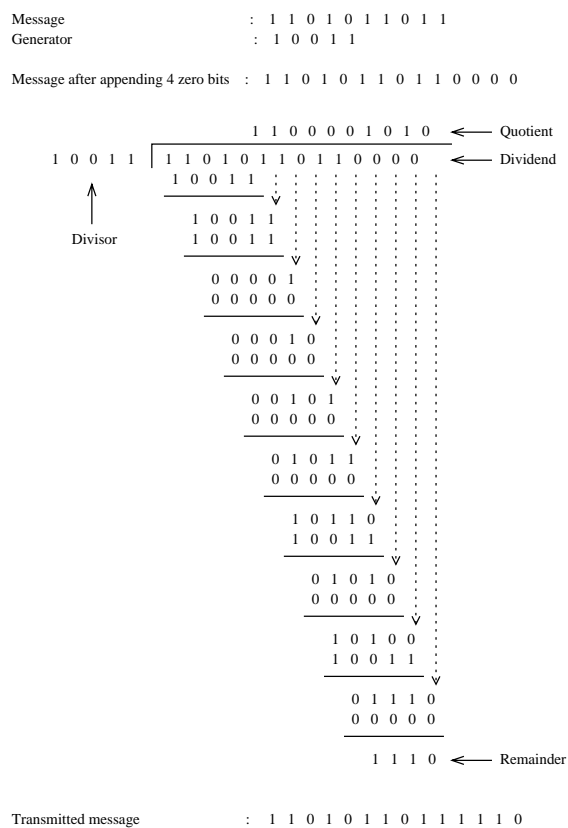 Message : 1 1 0 1 0 1 1 0 1 1
Generator : 1 0 0 1 1
Message after appending 4 zero bits : 1 1 0 1 0 1 1 0 1 1 0 0 0 0
1 1 0 0 0 0 1 0 1 0 Quotient
1 0 0 1 1 1 1 0 1 0 1 1 0 1 1 0 0 0 0 Dividend
1 0 0 1 1
1 0 0 1 1
Divisor 1 0 0 1 1
0 0 0 0 1
0 0 0 0 0
0 0 0 1 0
0 0 0 0 0
0 0 1 0 1
0 0 0 0 0
0 1 0 1 1
0 0 0 0 0
1 0 1 1 0
1 0 0 1 1
0 1 0 1 0
0 0 0 0 0
1 0 1 0 0
1 0 0 1 1
0 1 1 1 0
0 0 0 0 0
1 1 1 0 Remainder
Transmitted message : 1 1 0 1 0 1 1 0 1 1 1 1 1 0